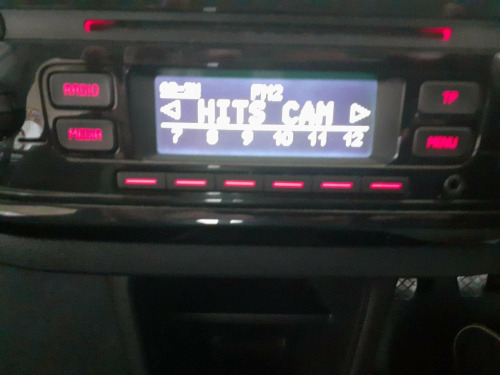 FM2
HITS CAM
7 8 9 10 11 12
RADIO
MEDIA
TP
MENU